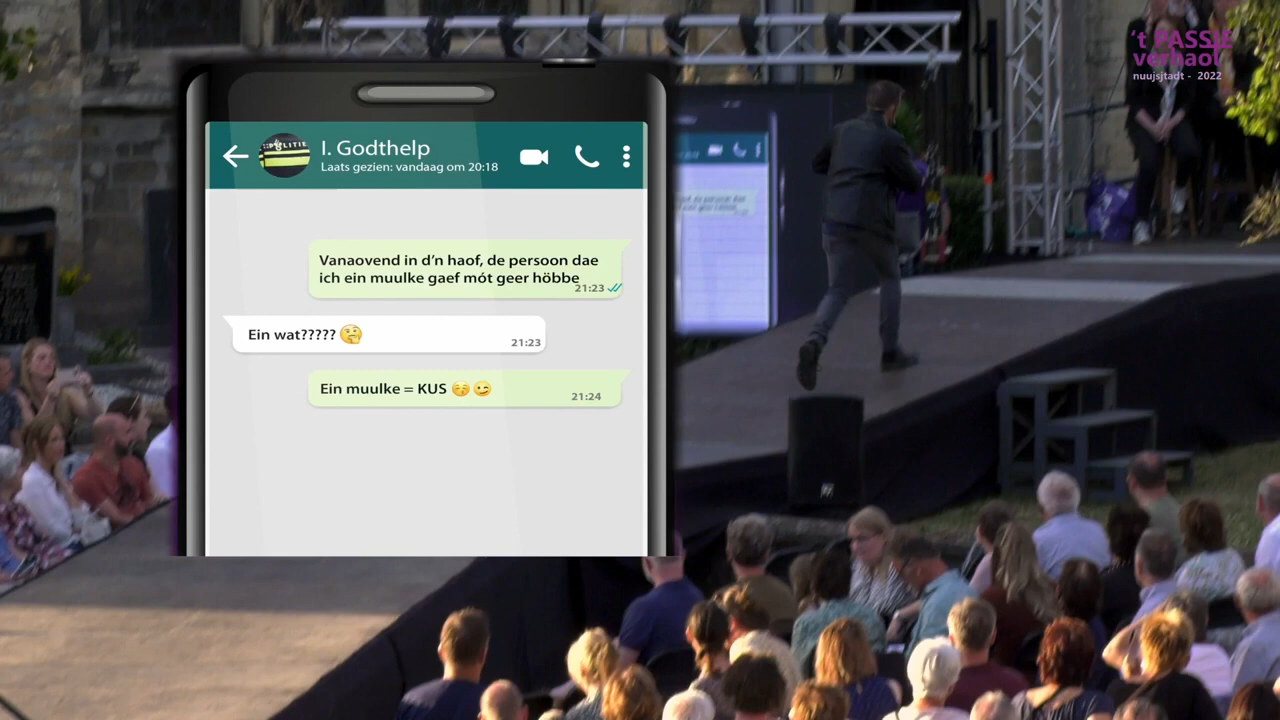 't PASSIE
verhaol
nuujsjtadt - 2022
POLITIE
I. Godthelp
Laats gezien: vandaag om 20:18
Vanaovend in d'n haof, de persoon dae
ich ein muulke gaef mót geer höbbe
21:23
Ein wat????? 🤔
21:23
Ein muulke = KUS 😚😉
21:24